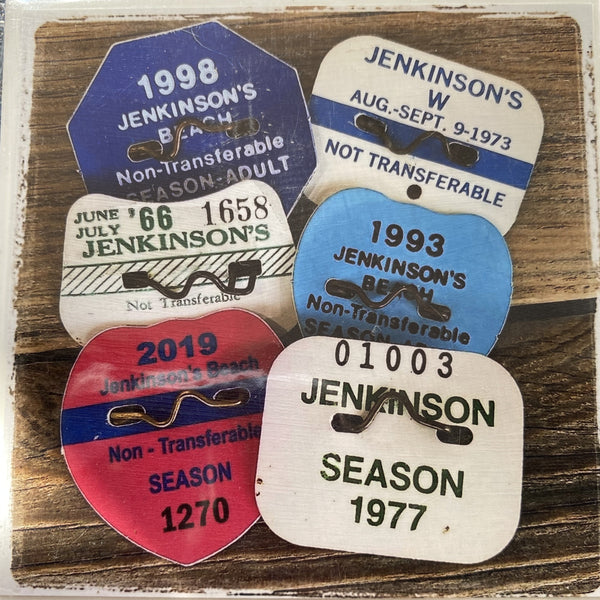 1998
JENKINSON'S
BEACH
Non-Transferable
SEASON-ADULT
JENKINSON'S
W
AUG.-SEPT. 9-1973
NOT TRANSFERABLE
JUNE
JULY '66 1658
JENKINSON'S
Not Transferable
1993
JENKINSON'S
BEACH
Non-Transferable
SEASON-AD
2019
Jenkinson's Beach
Non - Transferable
SEASON
1270
01003
JENKINSON
SEASON
1977